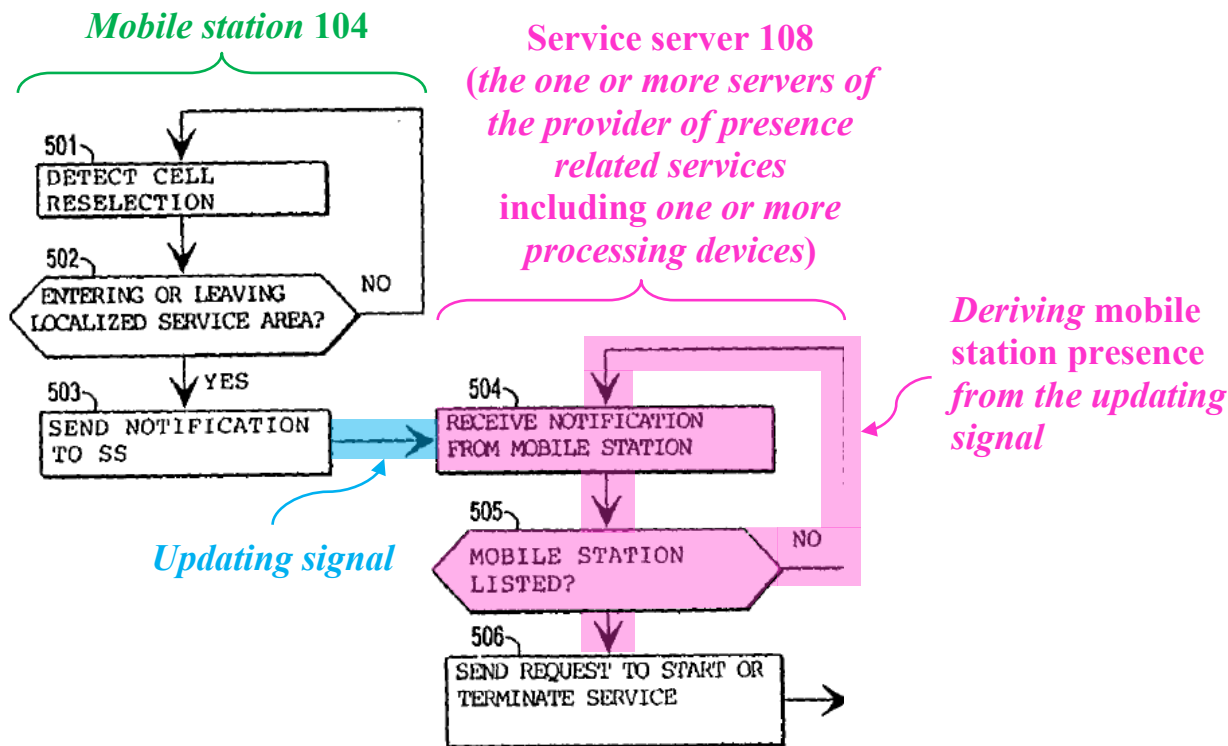 Mobile station 104
Service server 108
(the one or more servers of
the provider of presence
related services
including one or more
processing devices)
501
DETECT CELL
RESELECTION
502
ENTERING OR LEAVING
LOCALIZED SERVICE AREA?
NO
YES
503
SEND NOTIFICATION
TO SS
Updating signal
504
RECEIVE NOTIFICATION
FROM MOBILE STATION
505
MOBILE STATION
LISTED?
NO
506
SEND REQUEST TO START OR
TERMINATE SERVICE
Deriving mobile
station presence
from the updating
signal